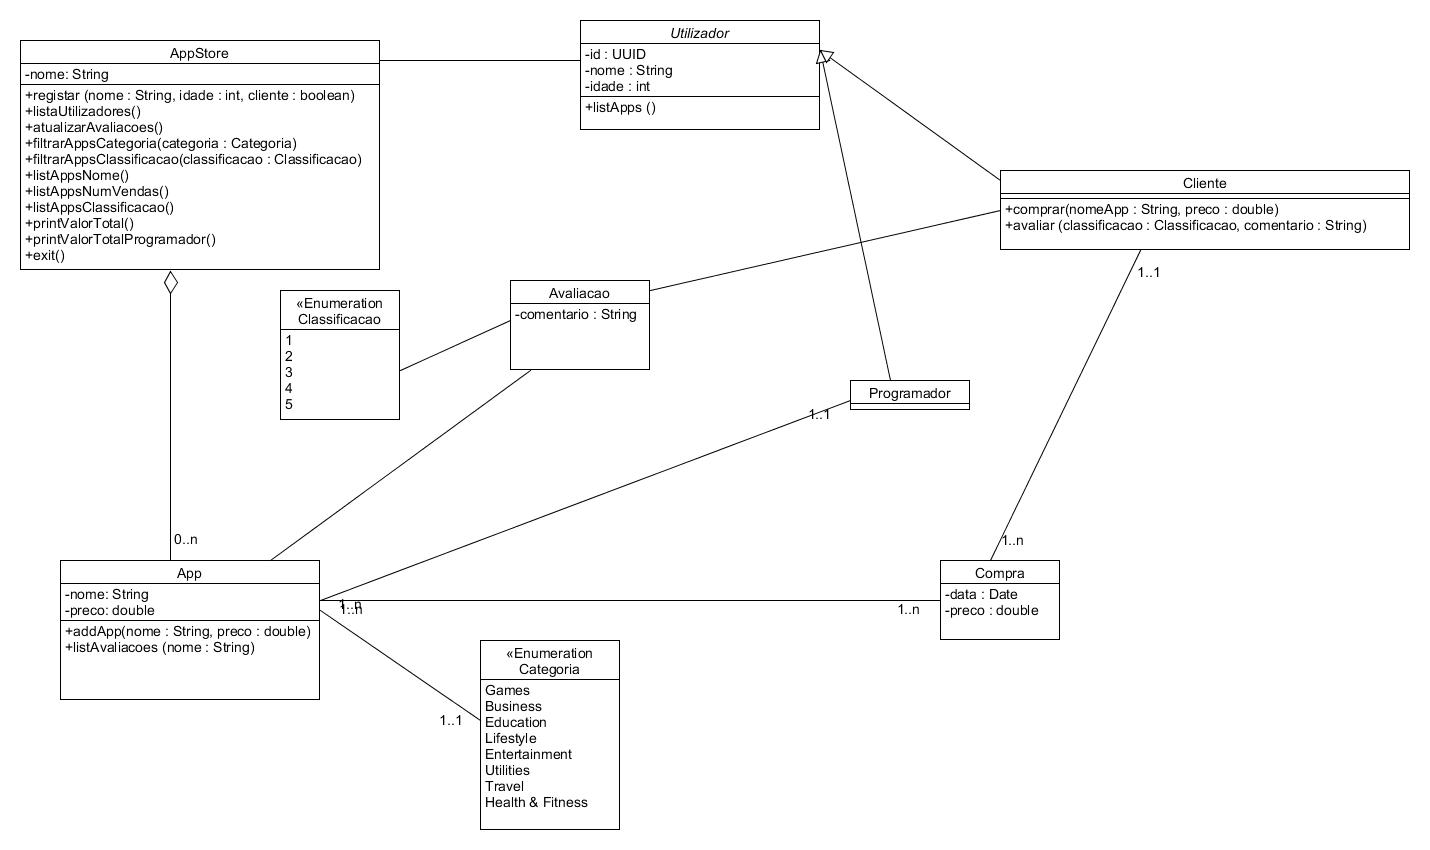 AppStore
-nome: String
+registar (nome : String, idade : int, cliente : boolean)
+listaUtilizadores()
+atualizarAvaliacoes()
+filtrarAppsCategoria(categoria : Categoria)
+filtrarAppsClassificacao(classificacao : Classificacao)
+listAppsNome()
+listAppsNumVendas()
+listAppsClassificacao()
+printValorTotal()
+printValorTotalProgramador()
+exit()
Utilizador
-id : UUID
-nome : String
-idade : int
+listApps ()
Cliente
+comprar(nomeApp : String, preco : double)
+avaliar (classificacao : Classificacao, comentario : String)
1..1
«Enumeration
Classificacao
1
2
3
4
5
Avaliacao
-comentario : String
Programador
1..1
0..n
1..n
App
-nome: String
-preco: double
+addApp(nome : String, preco : double)
+listAvaliacoes (nome : String)
1..n
1..n
1..n
Compra
-data : Date
-preco : double
1..1
«Enumeration
Categoria
Games
Business
Education
Lifestyle
Entertainment
Utilities
Travel
Health & Fitness